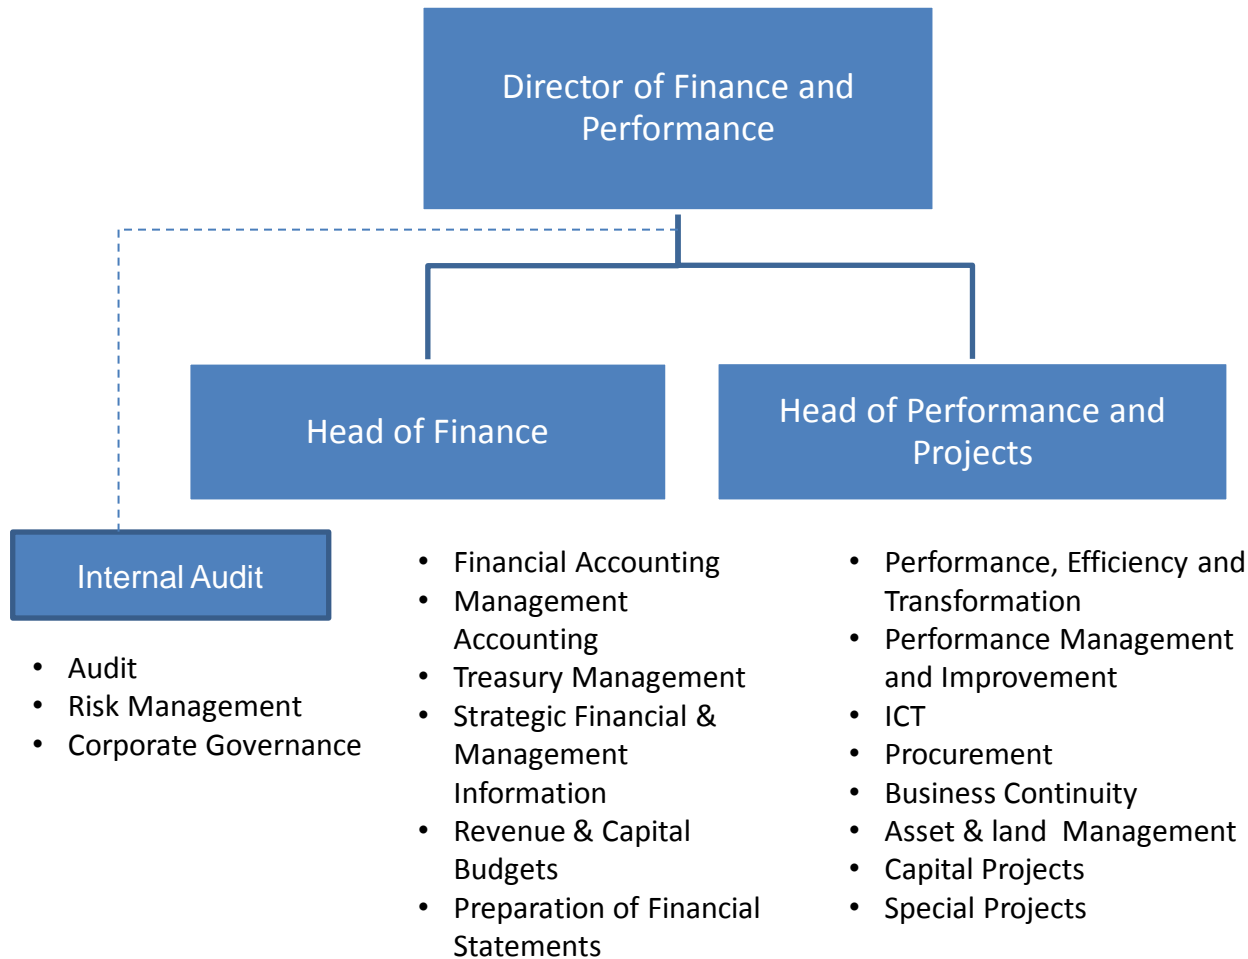 Director of Finance and
Performance
Head of Finance
Head of Performance and
Projects
Internal Audit
• Audit
• Risk Management
• Corporate Governance
• Financial Accounting
• Management
Accounting
• Treasury Management
• Strategic Financial &
Management
Information
• Revenue & Capital
Budgets
• Preparation of Financial
Statements
• Performance, Efficiency and
Transformation
• Performance Management
and Improvement
• ICT
• Procurement
• Business Continuity
• Asset & land  Management
• Capital Projects
• Special Projects